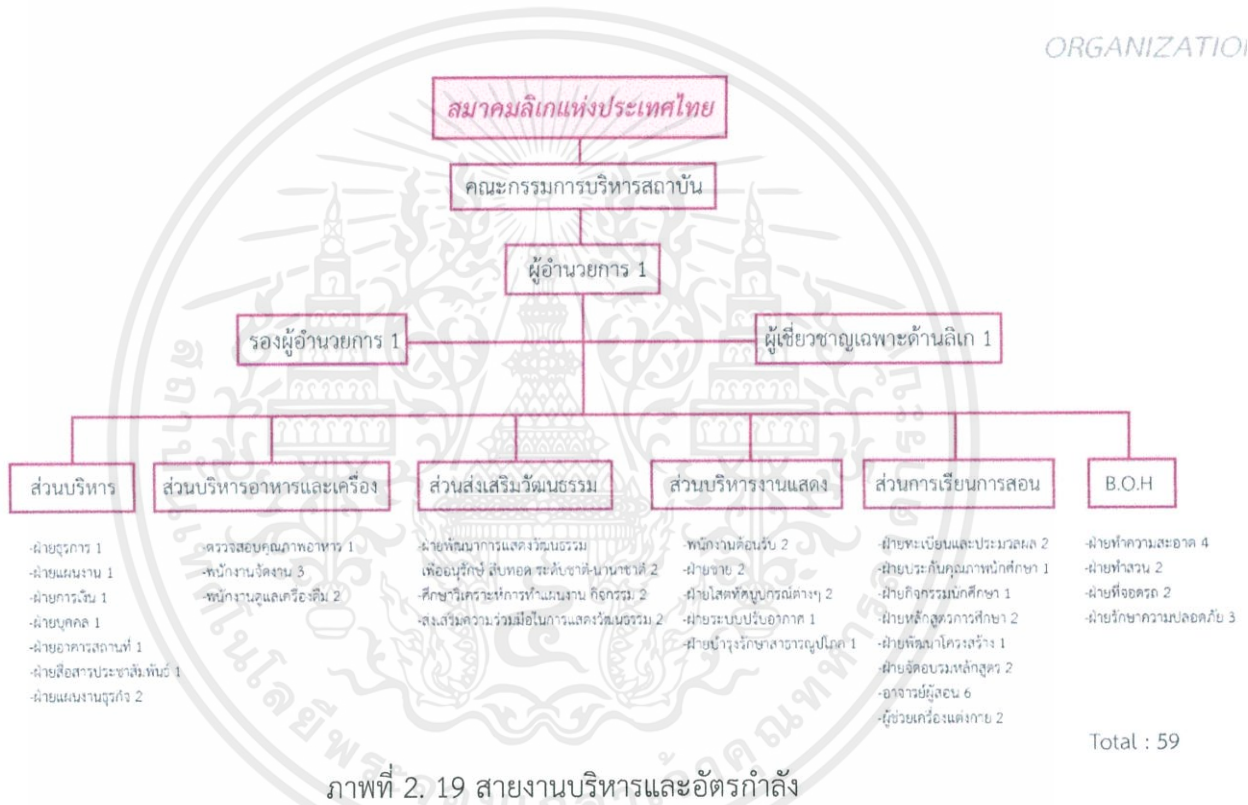 ORGANIZATION
สมาคมลิเกแห่งประเทศไทย
คณะกรรมการบริหารสถาบัน
ผู้อำนวยการ 1
รองผู้อำนวยการ 1
ผู้เชี่ยวชาญเฉพาะด้านลิเก 1
ส่วนบริหาร
-ฝ่ายธุรการ 1
-ฝ่ายแผนงาน 1
-ฝ่ายการเงิน 1
-ฝ่ายบุคคล 1
-ฝ่ายอาคารสถานที่ 1
-ฝ่ายสื่อสารประชาสัมพันธ์ 1
-ฝ่ายแผนงานธุรกิจ 2
ส่วนบริหารอาหารและเครื่อง
-ตรวจสอบคุณภาพอาหาร 1
-พนักงานจัดงาน 3
-พนักงานดูแลเครื่องดื่ม 2
ส่วนส่งเสริมวัฒนธรรม
-ฝ่ายพัฒนาการแสดงวัฒนธรรม
เพื่ออนุรักษ์ สืบทอด ระดับชาติ-นานาชาติ 2
-ศึกษาวิเคราะห์การทำแผนงาน กิจกรรม 2
-ส่งเสริมความร่วมมือในการแสดงวัฒนธรรม 2
ส่วนบริหารงานแสดง
-พนักงานต้อนรับ 2
-ฝ่ายขาย 2
-ฝ่ายโสตทัศนูปกรณ์ต่างๆ 2
-ฝ่ายระบบปรับอากาศ 1
-ฝ่ายบำรุงรักษาสาธารณูปโภค 1
ส่วนการเรียนการสอน
-ฝ่ายทะเบียนและประมวลผล 2
-ฝ่ายประกันคุณภาพนักศึกษา 1
-ฝ่ายกิจกรรมนักศึกษา 1
-ฝ่ายหลักสูตรการศึกษา 2
-ฝ่ายพัฒนาโครงสร้าง 1
-ฝ่ายจัดอบรมหลักสูตร 2
-อาจารย์ผู้สอน 6
-ผู้ช่วยเครื่องแต่งกาย 2
B.O.H
-ฝ่ายทำความสะอาด 4
-ฝ่ายทำสวน 2
-ฝ่ายที่จอดรถ 2
-ฝ่ายรักษาความปลอดภัย 3
Total : 59
ภาพที่ 2. 19 สายงานบริหารและอัตรกำลัง